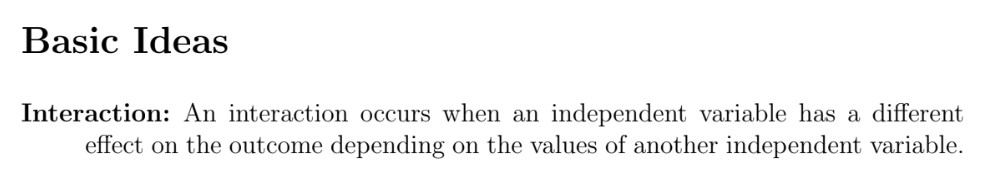 Basic Ideas
Interaction: An interaction occurs when an independent variable has a different
effect on the outcome depending on the values of another independent variable.